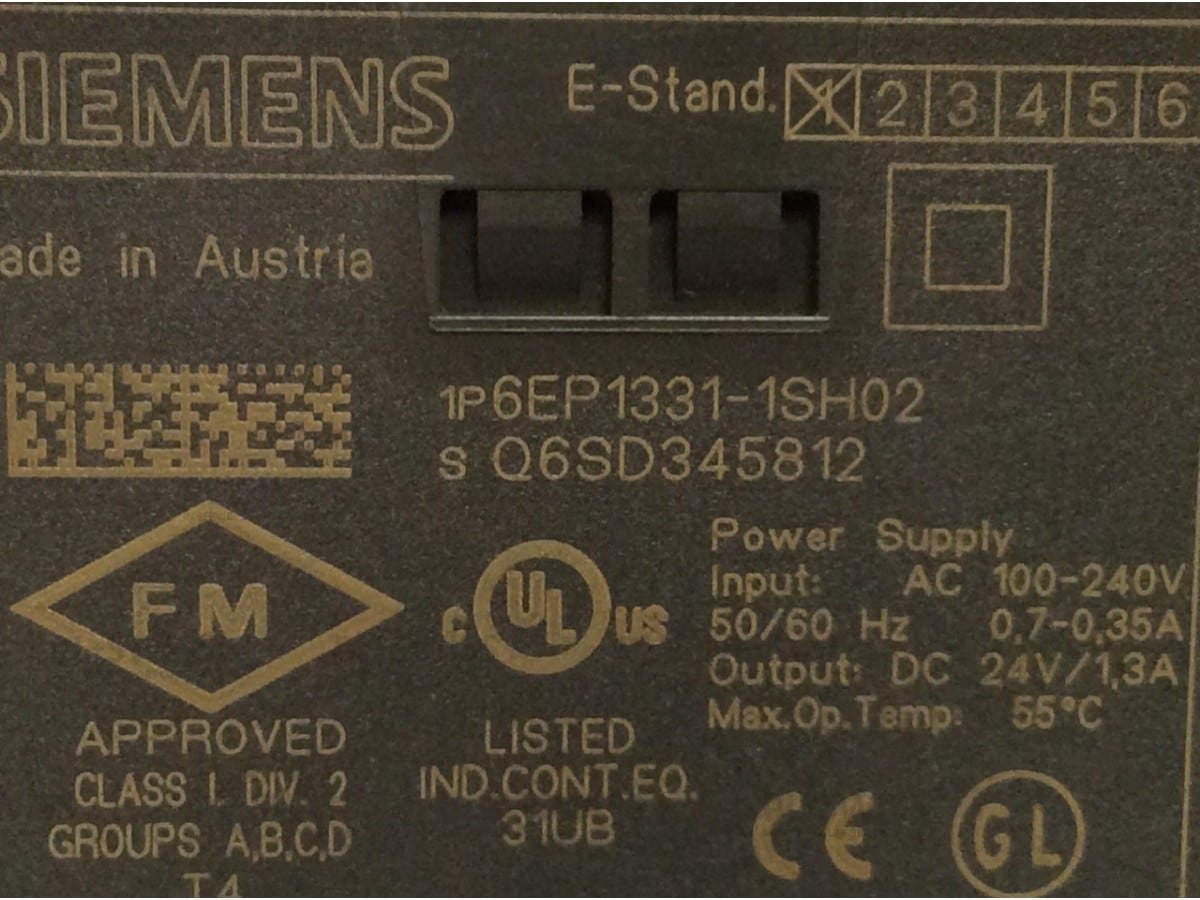 SIEMENS
E-Stand. 1 2 3 4 5 6
ade in Austria
1P6EP1331-1SH02
S Q6SD345812
FM
APPROVED
CLASS I. DIV. 2
GROUPS A,B,C,D
T4
C UL US
LISTED
IND.CONT.EQ.
31UB
Power Supply
Input: AC 100-240V
50/60 Hz 0,7-0,35A
Output: DC 24V/1,3A
Max.Op.Temp: 55°C
CE
GL